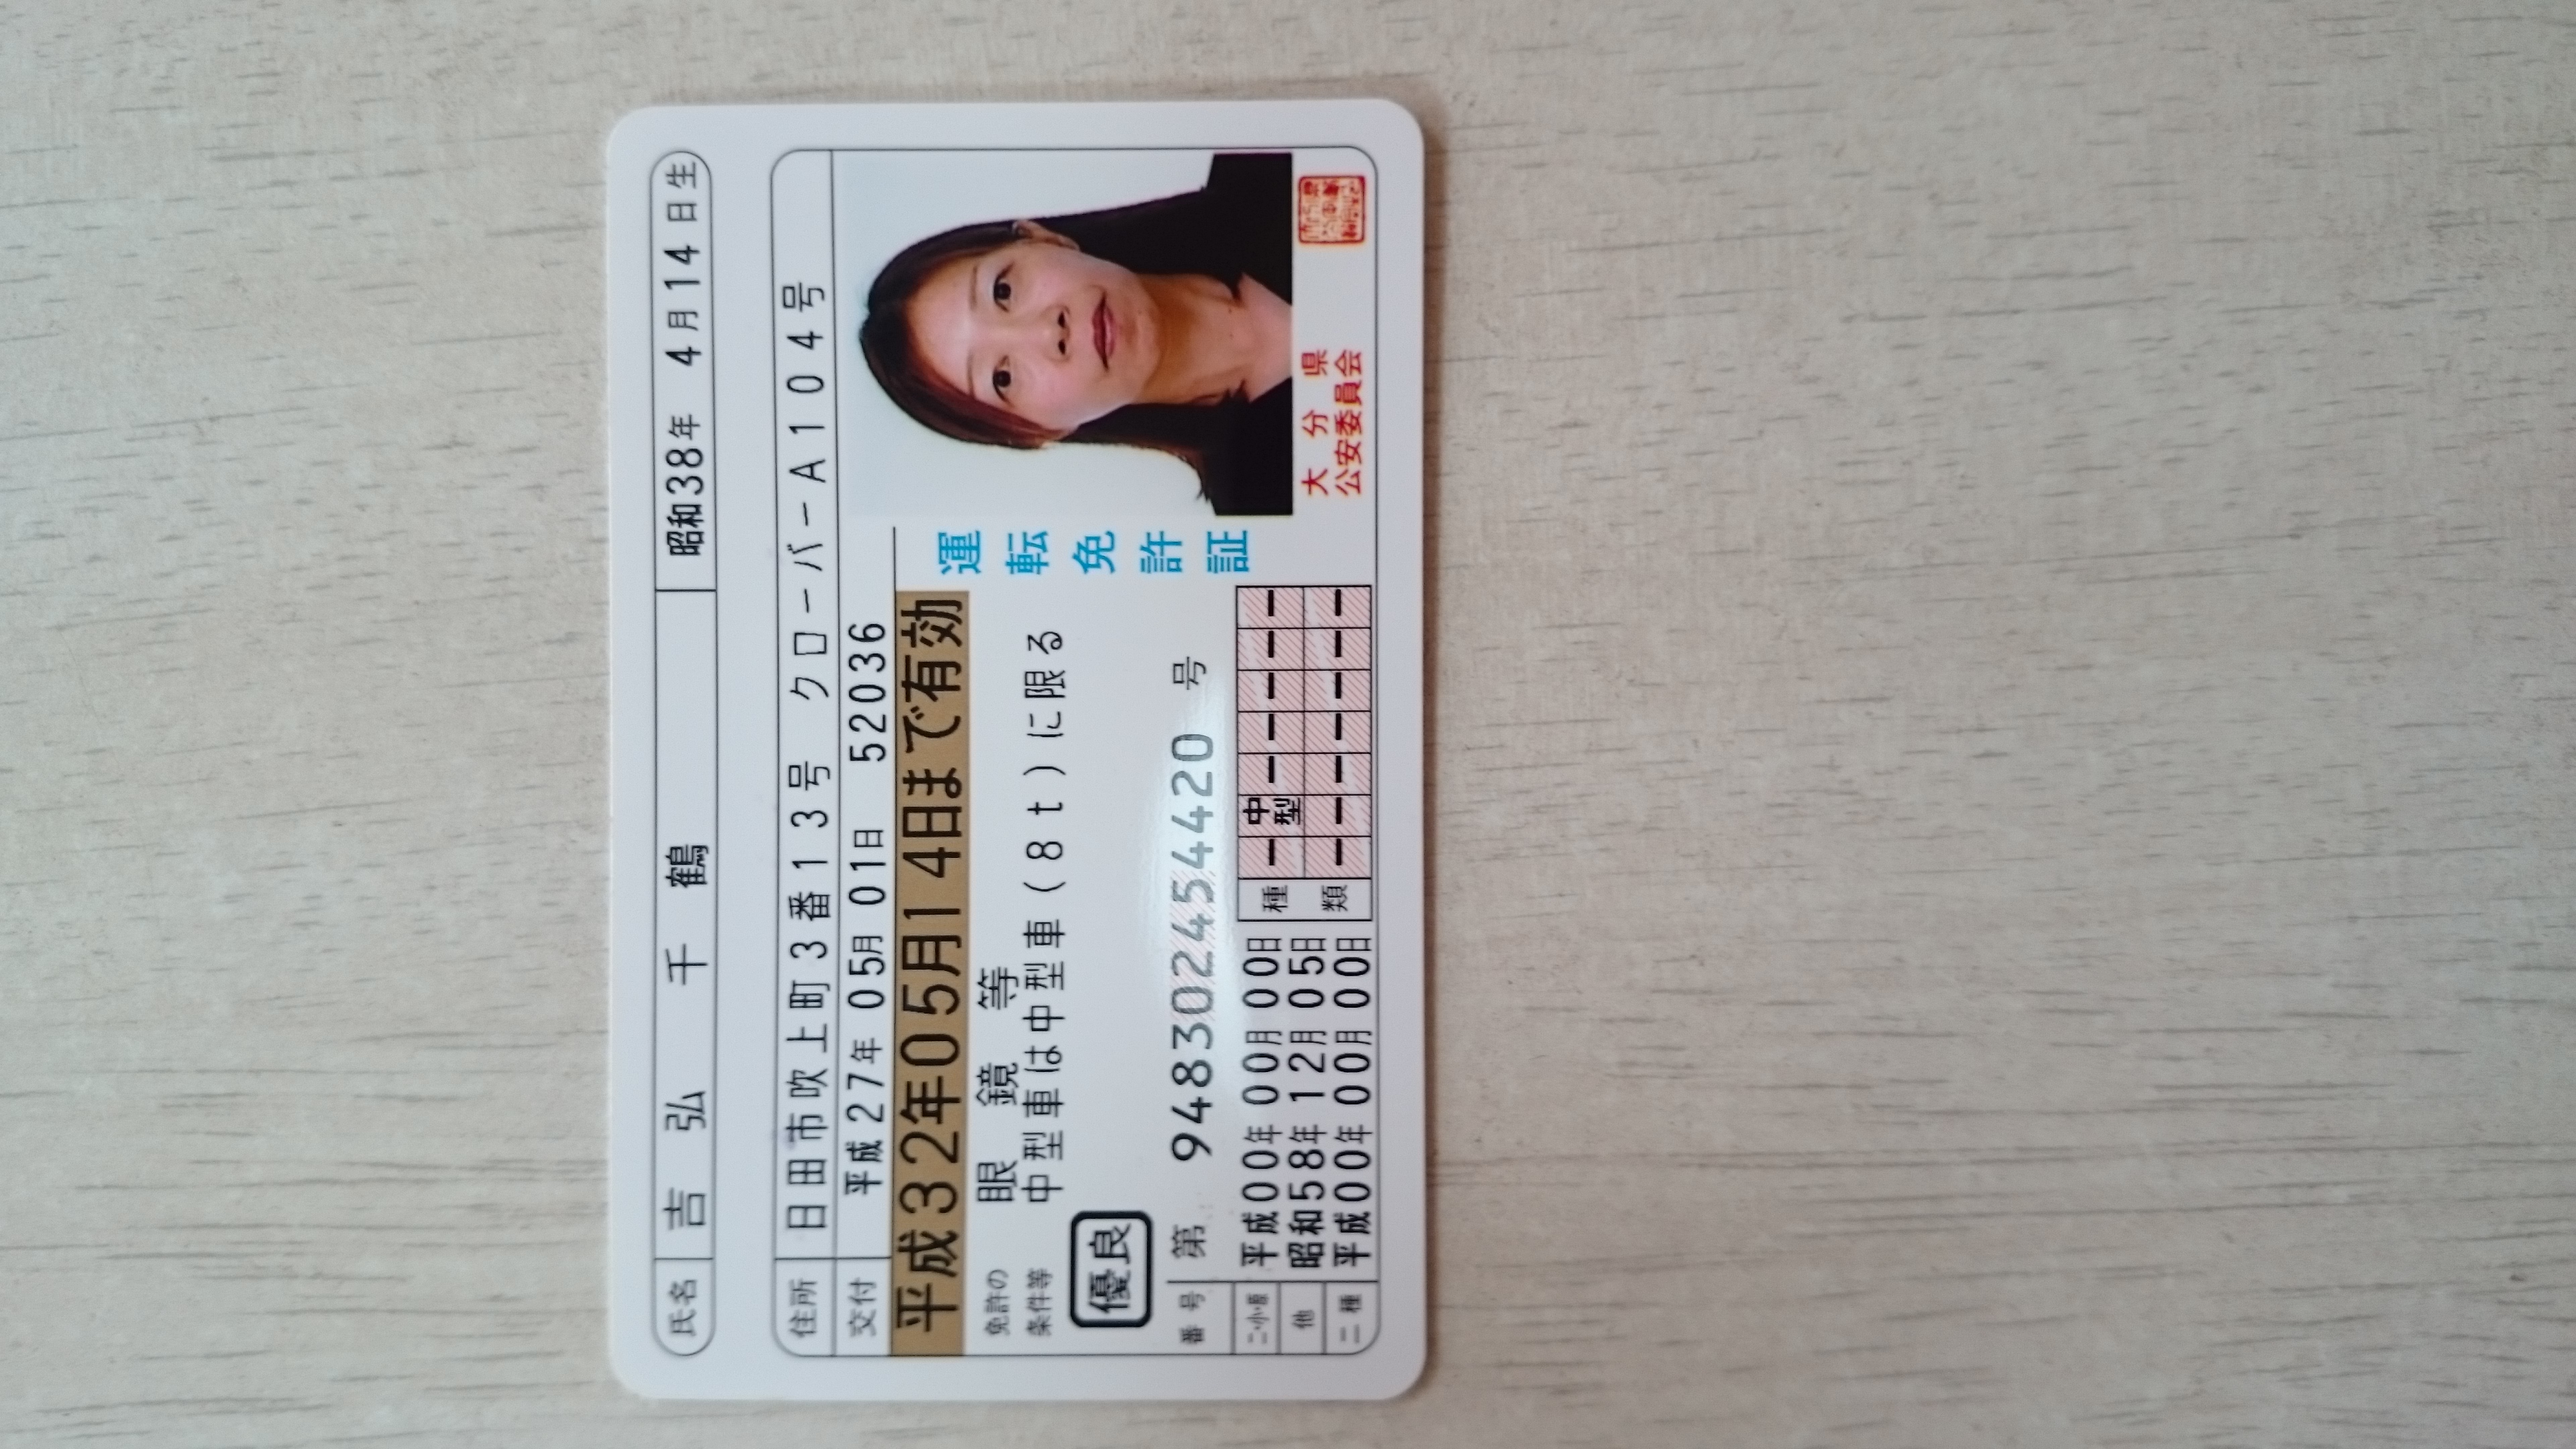 氏名 吉弘 千鶴 昭和38年 4月14日生
住所 日田市吹上町3番13号 クローバーA104号
交付 平成27年 05月 01日 52036
平成32年05月14日まで有効
免許の 眼鏡等
条件等 中型車は中型車(8t)に限る
優良
番号 第 948302454420 号
二・小・原 平成00年 00月 00日
他 昭和58年 12月 05日
二種 平成00年 00月 00日
種類 ー 中型 ー ー ー ー ー
ー ー ー ー ー ー ー
運転免許証
大分県
公安委員会